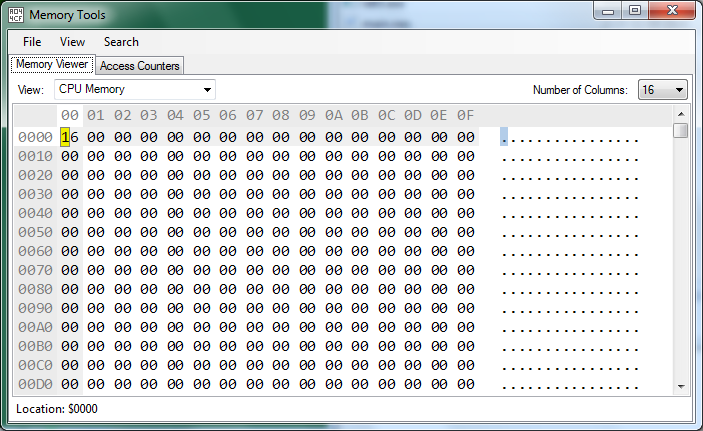 A04
4CF
Memory Tools
File View Search
Memory Viewer Access Counters
View: CPU Memory Number of Columns: 16
00 01 02 03 04 05 06 07 08 09 0A 0B 0C 0D 0E 0F
0000 16 00 00 00 00 00 00 00 00 00 00 00 00 00 00 00 ................
0010 00 00 00 00 00 00 00 00 00 00 00 00 00 00 00 00 ................
0020 00 00 00 00 00 00 00 00 00 00 00 00 00 00 00 00 ................
0030 00 00 00 00 00 00 00 00 00 00 00 00 00 00 00 00 ................
0040 00 00 00 00 00 00 00 00 00 00 00 00 00 00 00 00 ................
0050 00 00 00 00 00 00 00 00 00 00 00 00 00 00 00 00 ................
0060 00 00 00 00 00 00 00 00 00 00 00 00 00 00 00 00 ................
0070 00 00 00 00 00 00 00 00 00 00 00 00 00 00 00 00 ................
0080 00 00 00 00 00 00 00 00 00 00 00 00 00 00 00 00 ................
0090 00 00 00 00 00 00 00 00 00 00 00 00 00 00 00 00 ................
00A0 00 00 00 00 00 00 00 00 00 00 00 00 00 00 00 00 ................
00B0 00 00 00 00 00 00 00 00 00 00 00 00 00 00 00 00 ................
00C0 00 00 00 00 00 00 00 00 00 00 00 00 00 00 00 00 ................
00D0 00 00 00 00 00 00 00 00 00 00 00 00 00 00 00 00 ................
Location: $0000